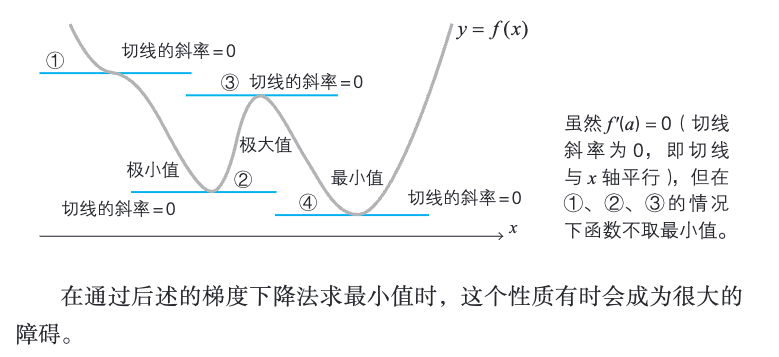 y = f(x)
① 切线的斜率=0
③ 切线的斜率=0
极大值
极小值
②
最小值
切线的斜率=0
④ 切线的斜率=0
x
虽然 f′(a) = 0（切线
斜率为 0，即切线
与 x 轴平行），但在
①、②、③的情况
下函数不取最小值。
在通过后述的梯度下降法求最小值时，这个性质有时会成为很大的
障碍。